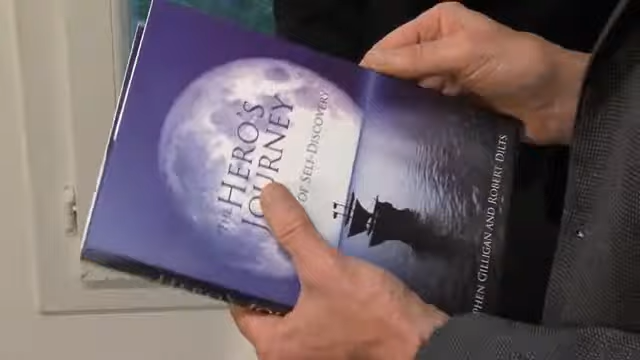 THE
HERO'S
JOURNEY
OF SELF-DISCOVERY
PHEN GILLIGAN AND ROBERT DILTS